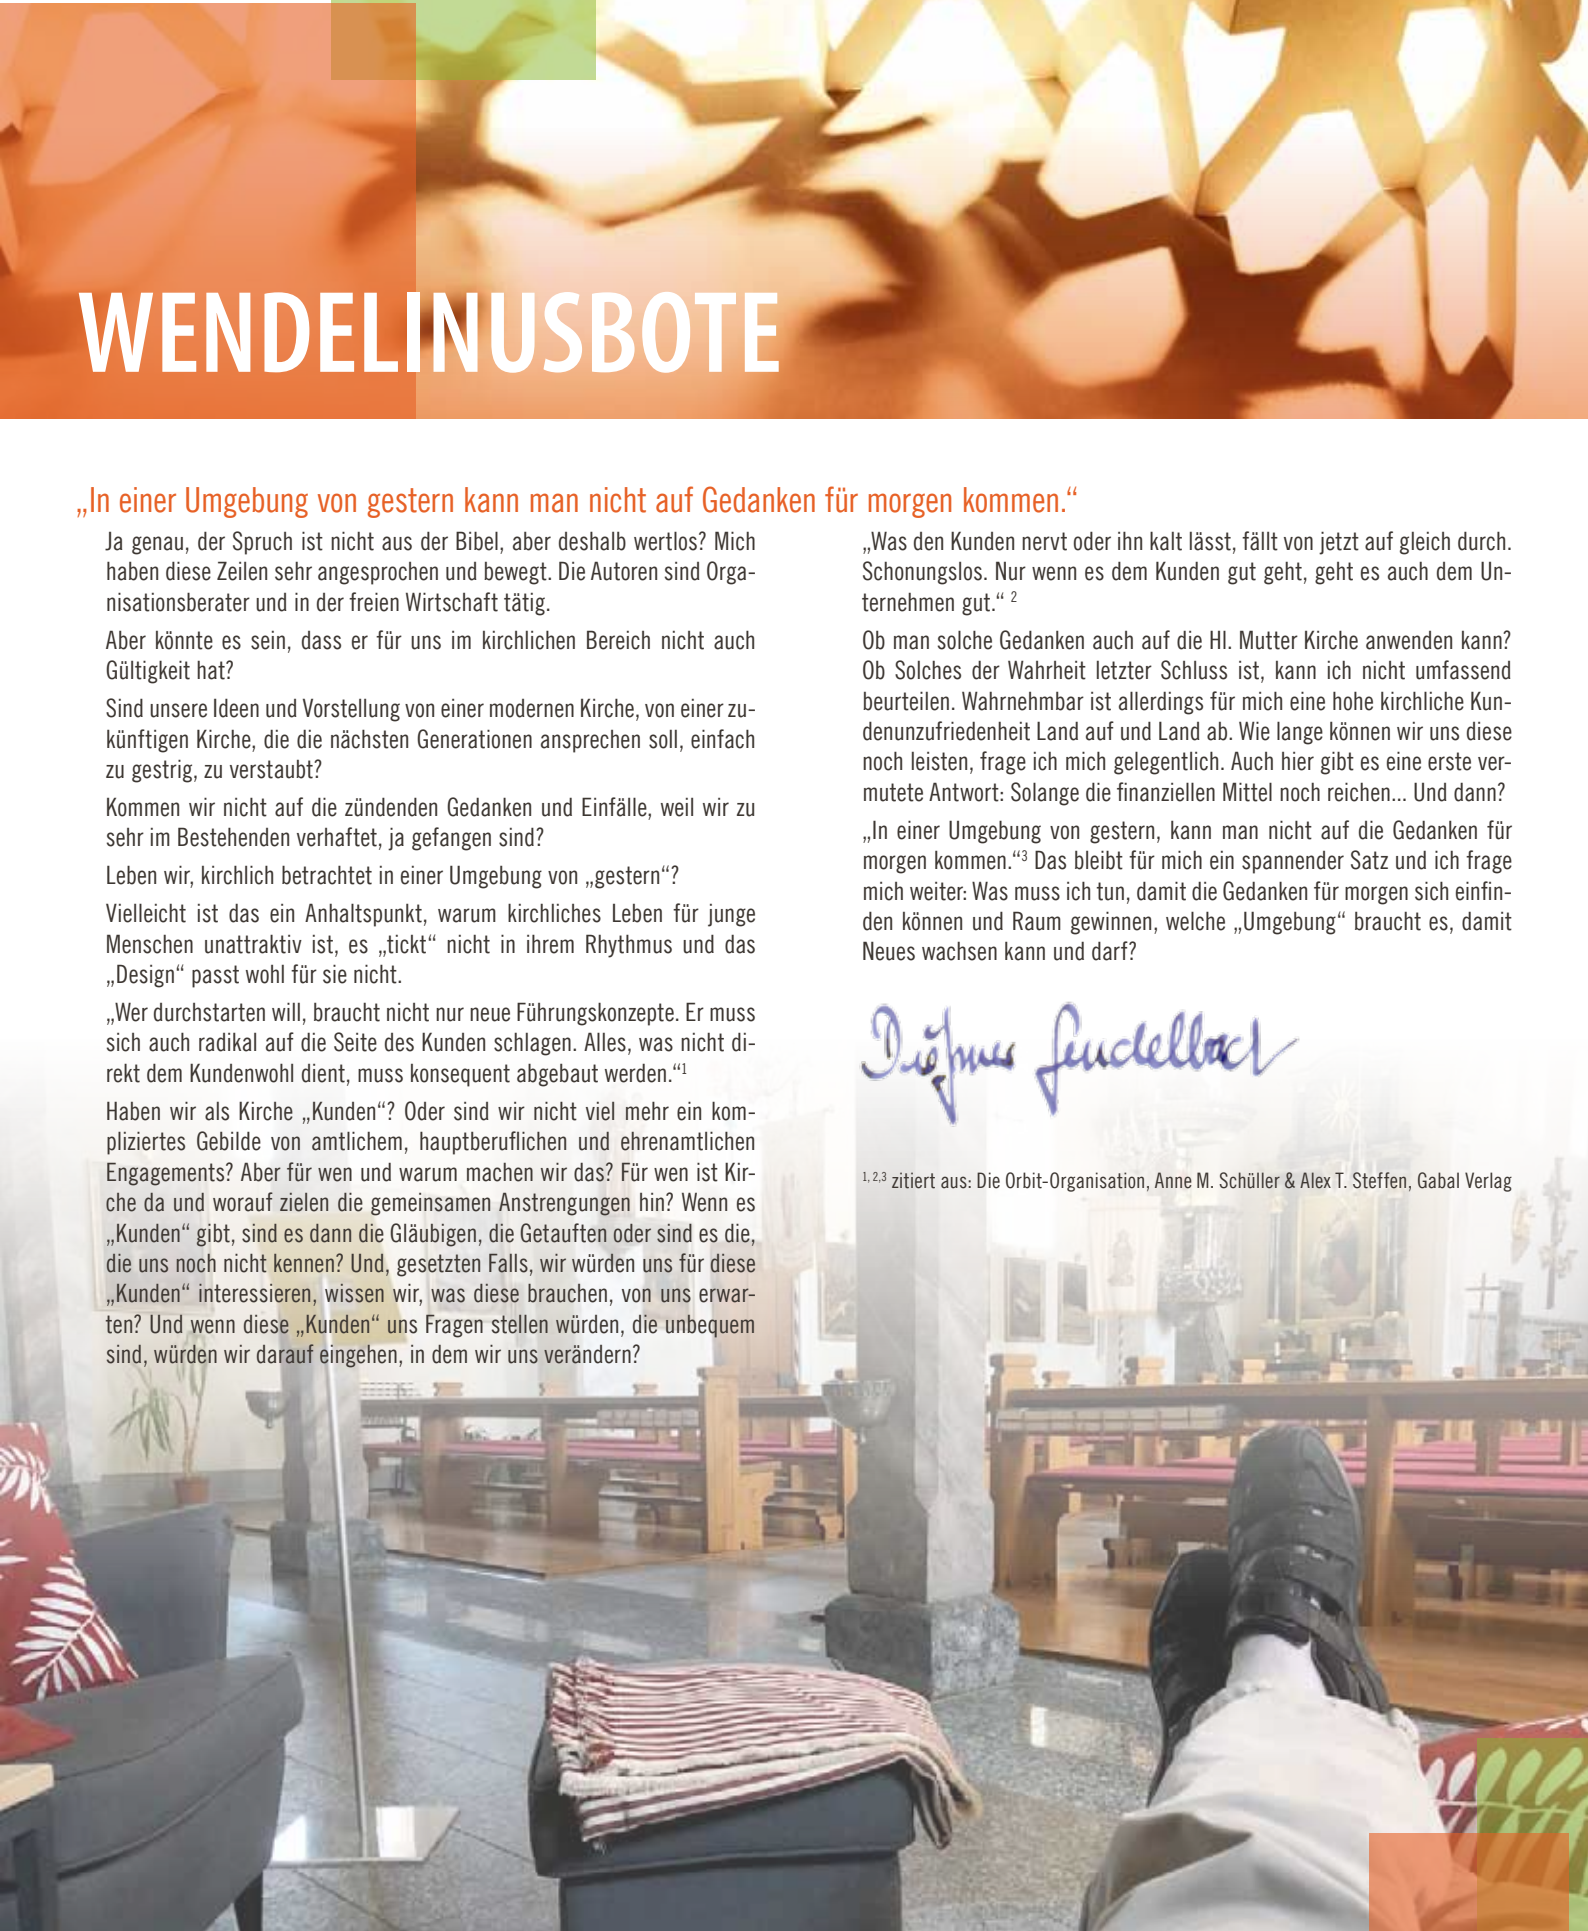 WENDELINUSBOTE
„In einer Umgebung von gestern kann man nicht auf Gedanken für morgen kommen.“
Ja genau, der Spruch ist nicht aus der Bibel, aber deshalb wertlos? Mich
haben diese Zeilen sehr angesprochen und bewegt. Die Autoren sind Orga-
nisationsberater und in der freien Wirtschaft tätig.
Aber könnte es sein, dass er für uns im kirchlichen Bereich nicht auch
Gültigkeit hat?
Sind unsere Ideen und Vorstellung von einer modernen Kirche, von einer zu-
künftigen Kirche, die die nächsten Generationen ansprechen soll, einfach
zu gestrig, zu verstaubt?
Kommen wir nicht auf die zündenden Gedanken und Einfälle, weil wir zu
sehr im Bestehenden verhaftet, ja gefangen sind?
Leben wir, kirchlich betrachtet in einer Umgebung von „gestern“?
Vielleicht ist das ein Anhaltspunkt, warum kirchliches Leben für junge
Menschen unattraktiv ist, es „tickt“ nicht in ihrem Rhythmus und das
„Design“ passt wohl für sie nicht.
„Wer durchstarten will, braucht nicht nur neue Führungskonzepte. Er muss
sich auch radikal auf die Seite des Kunden schlagen. Alles, was nicht di-
rekt dem Kundenwohl dient, muss konsequent abgebaut werden.“¹
Haben wir als Kirche „Kunden“? Oder sind wir nicht viel mehr ein kom-
pliziertes Gebilde von amtlichem, hauptberuflichen und ehrenamtlichen
Engagements? Aber für wen und warum machen wir das? Für wen ist Kir-
che da und worauf zielen die gemeinsamen Anstrengungen hin? Wenn es
„Kunden“ gibt, sind es dann die Gläubigen, die Getauften oder sind es die,
die uns noch nicht kennen? Und, gesetzten Falls, wir würden uns für diese
„Kunden“ interessieren, wissen wir, was diese brauchen, von uns erwar-
ten? Und wenn diese „Kunden“ uns Fragen stellen würden, die unbequem
sind, würden wir darauf eingehen, in dem wir uns verändern?
„Was den Kunden nervt oder ihn kalt lässt, fällt von jetzt auf gleich durch.
Schonungslos. Nur wenn es dem Kunden gut geht, geht es auch dem Un-
ternehmen gut.“ ²
Ob man solche Gedanken auch auf die Hl. Mutter Kirche anwenden kann?
Ob Solches der Wahrheit letzter Schluss ist, kann ich nicht umfassend
beurteilen. Wahrnehmbar ist allerdings für mich eine hohe kirchliche Kun-
denunzufriedenheit Land auf und Land ab. Wie lange können wir uns diese
noch leisten, frage ich mich gelegentlich. Auch hier gibt es eine erste ver-
mutete Antwort: Solange die finanziellen Mittel noch reichen... Und dann?
„In einer Umgebung von gestern, kann man nicht auf die Gedanken für
morgen kommen.“³ Das bleibt für mich ein spannender Satz und ich frage
mich weiter: Was muss ich tun, damit die Gedanken für morgen sich einfin-
den können und Raum gewinnen, welche „Umgebung“ braucht es, damit
Neues wachsen kann und darf?
¹, ²,³ zitiert aus: Die Orbit-Organisation, Anne M. Schüller & Alex T. Steffen, Gabal Verlag